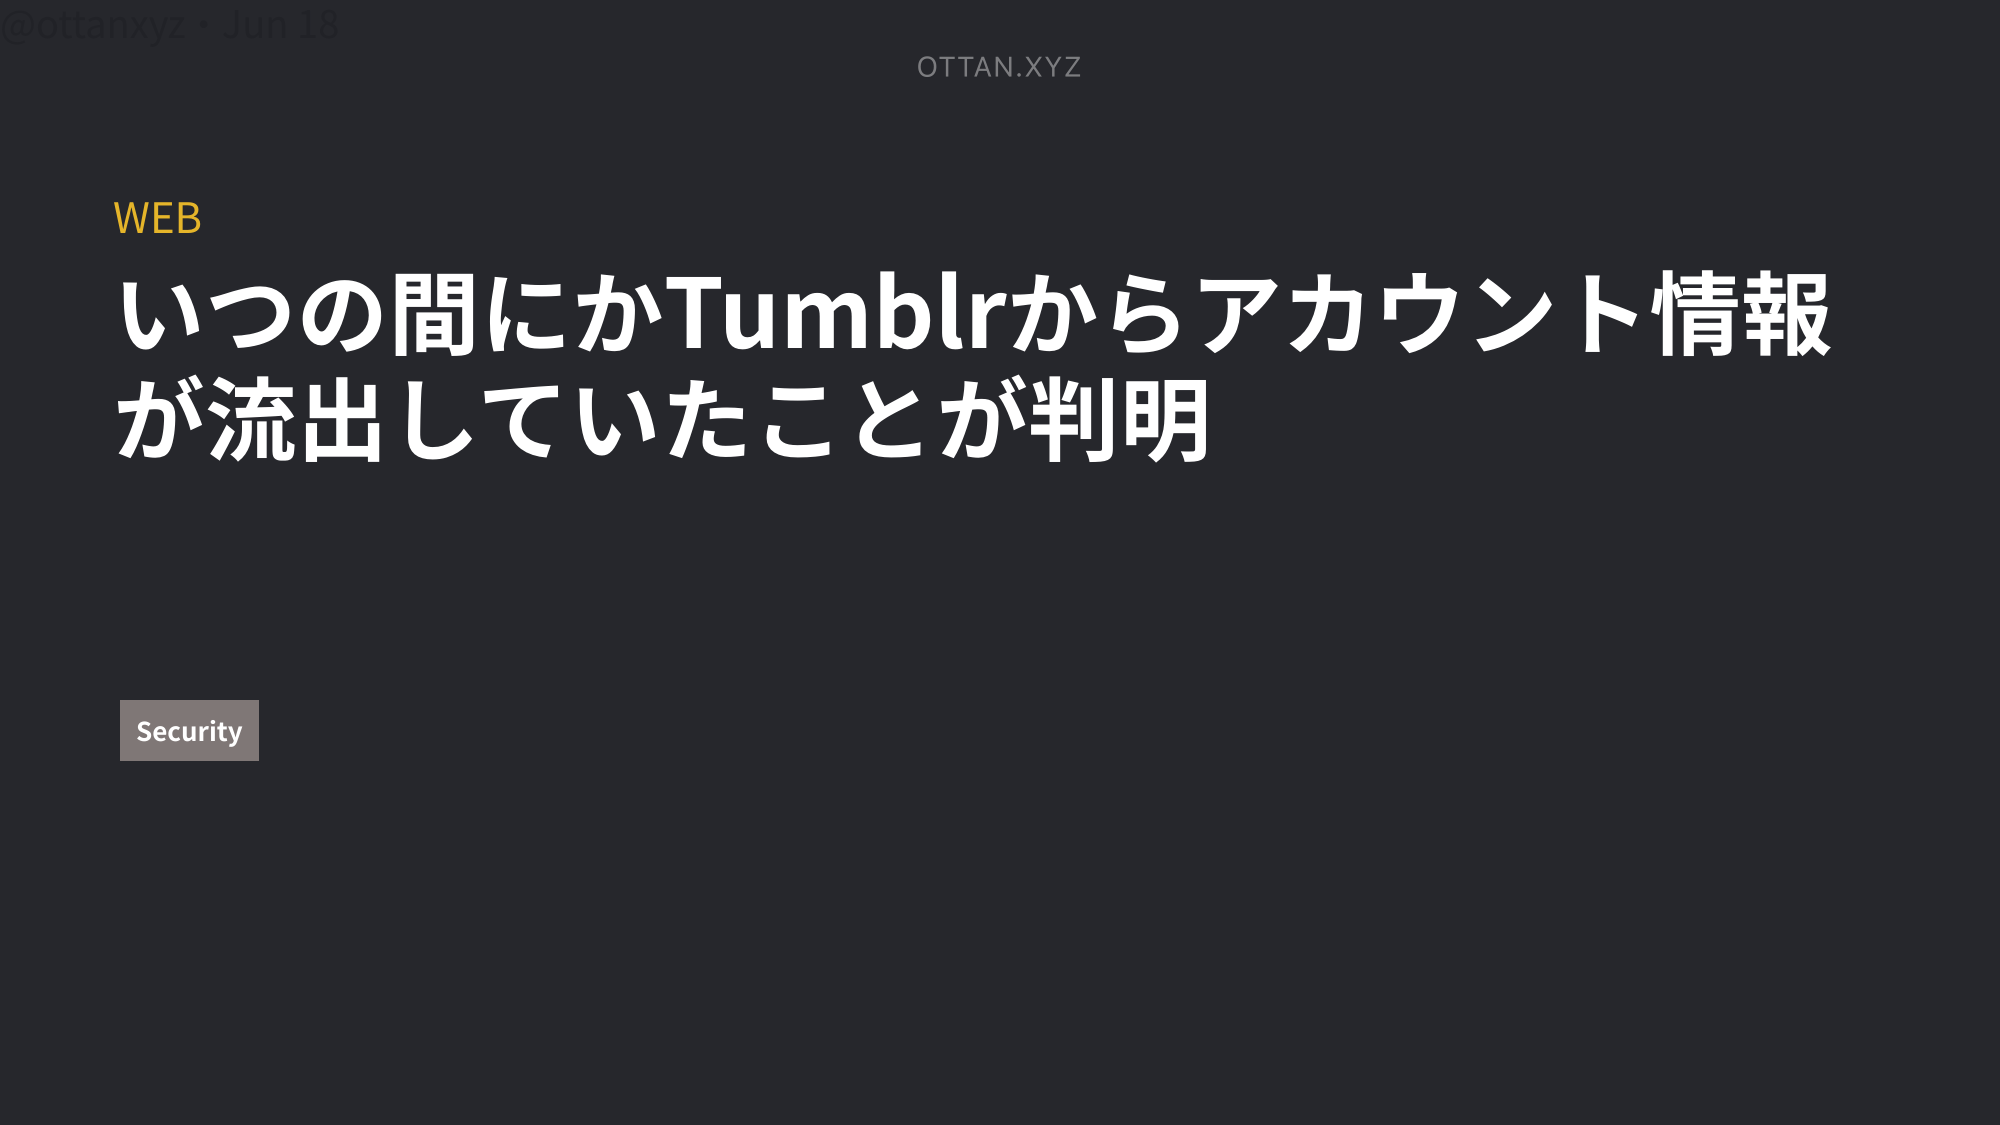 @ottanxyz・Jun 18
OTTAN.XYZ
WEB
いつの間にかTumblrからアカウント情報
が流出していたことが判明
Security